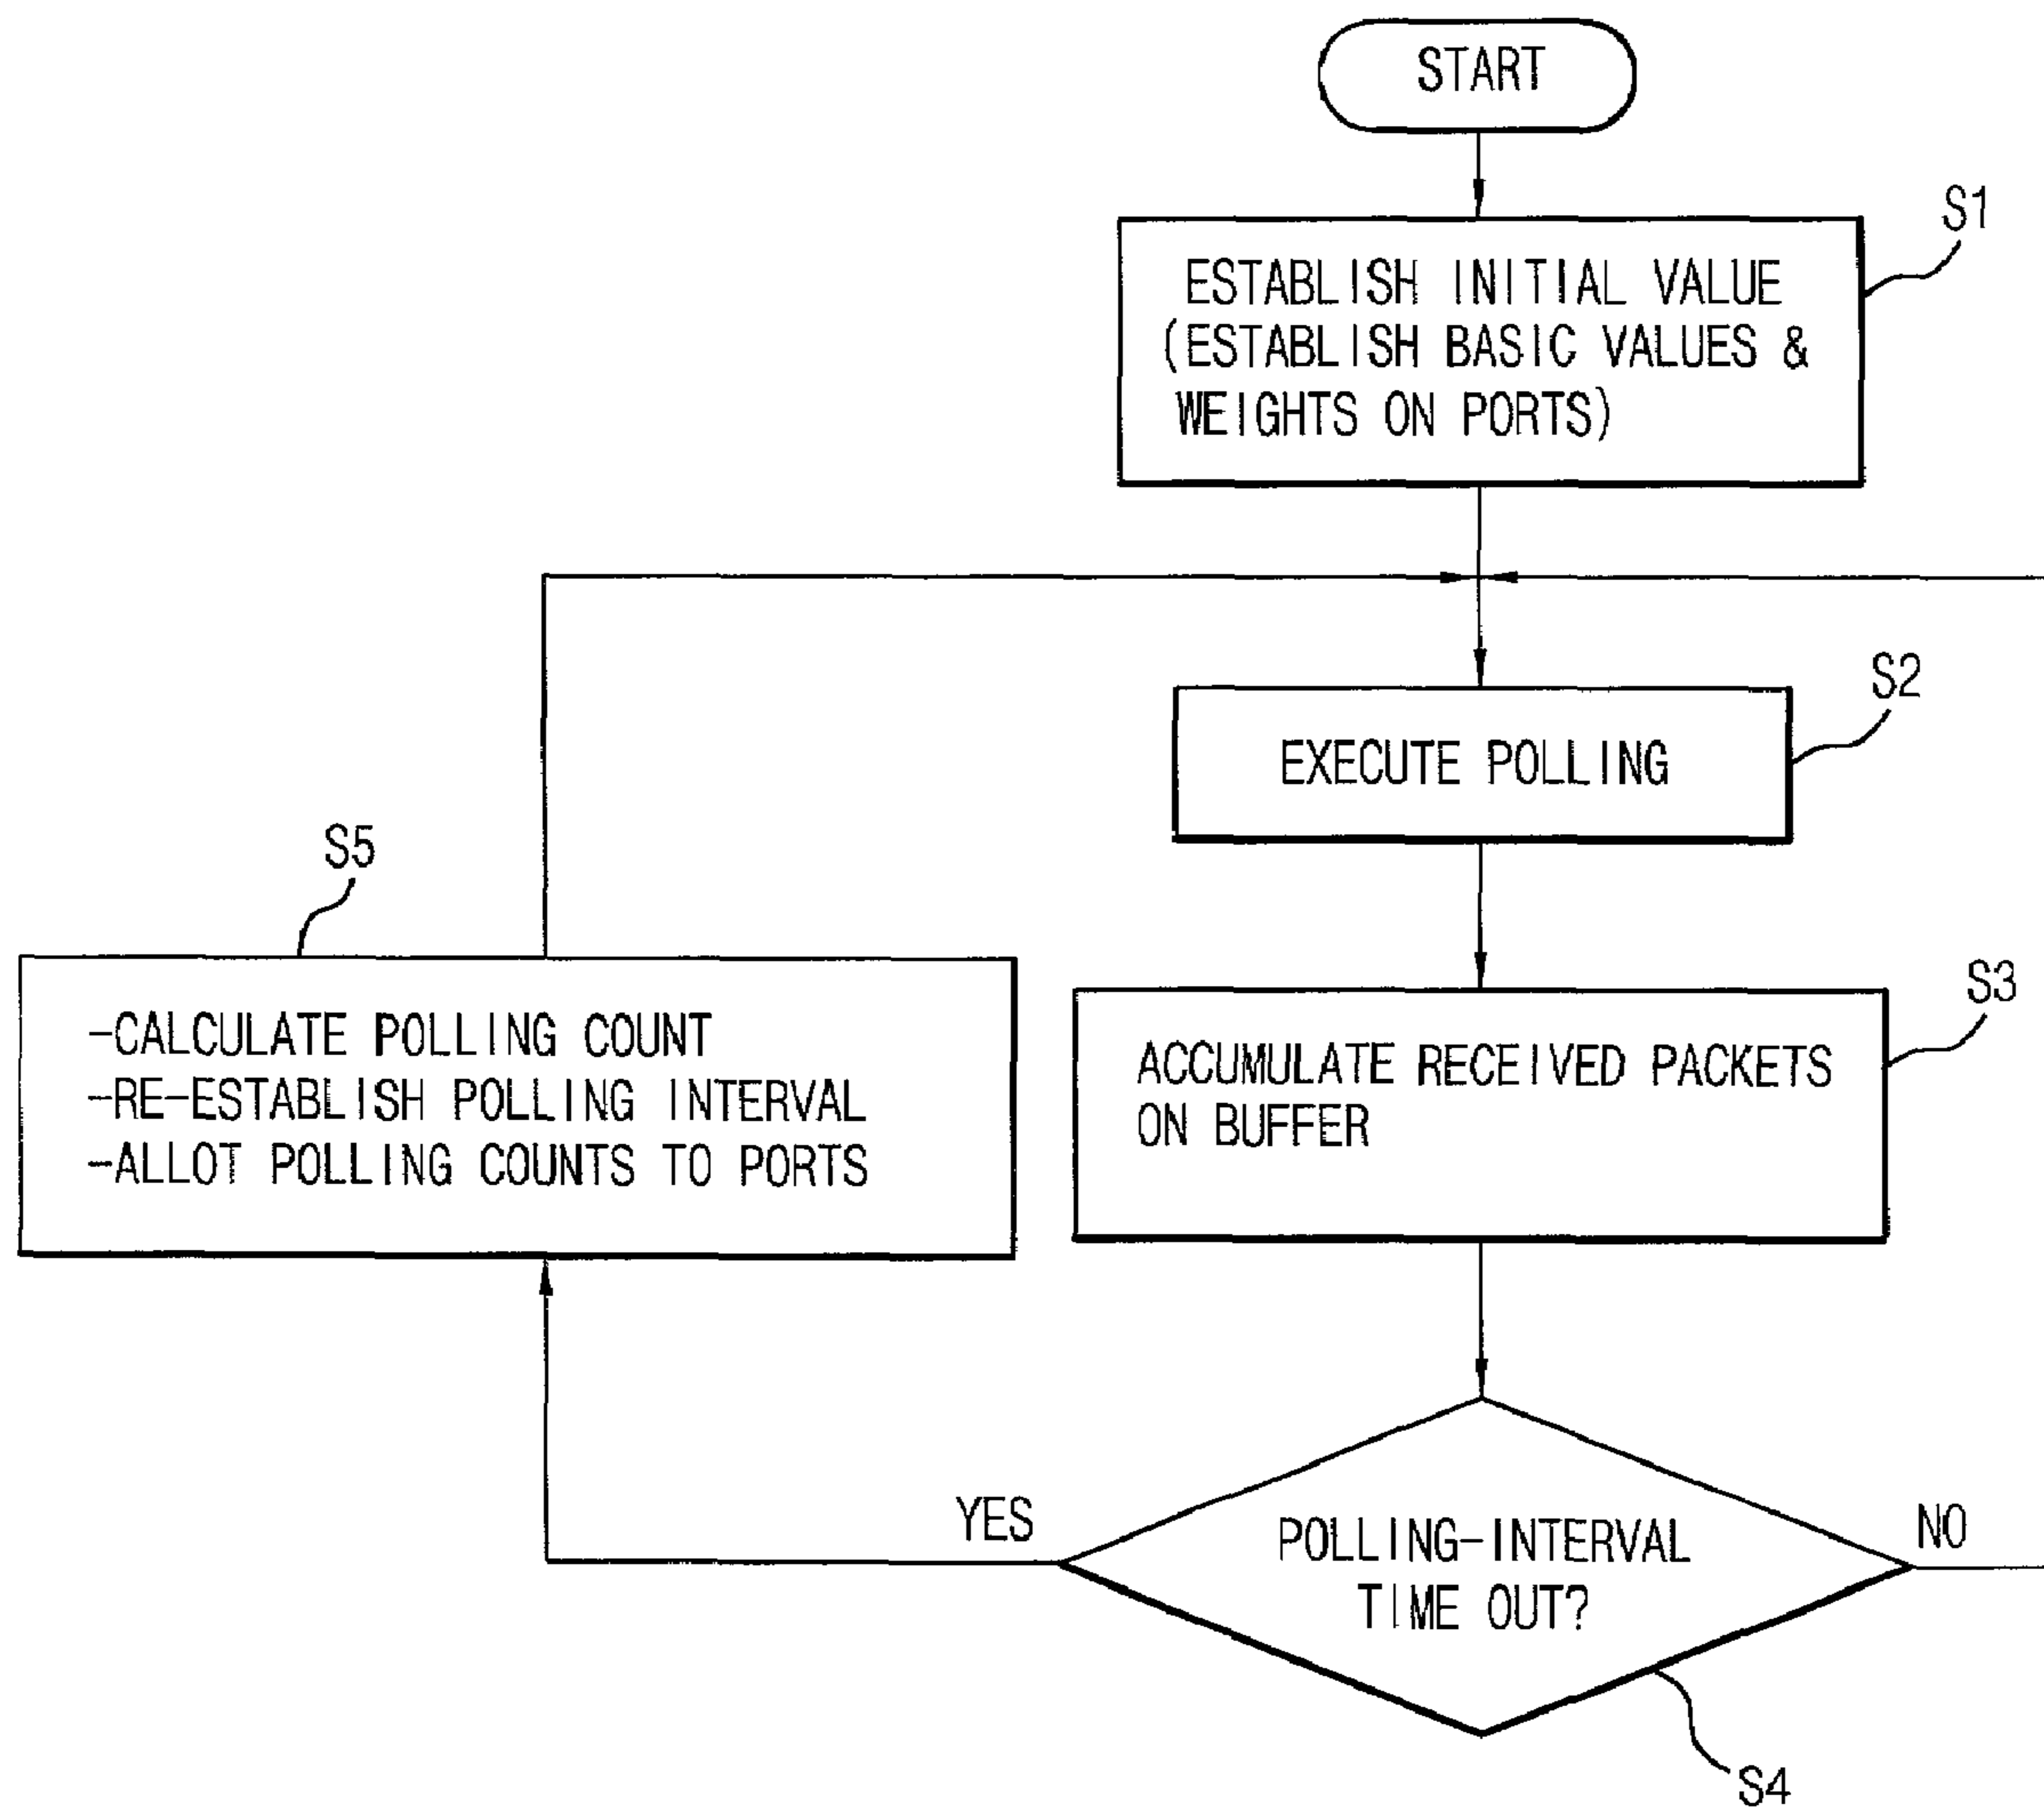 START
S1
ESTABLISH INITIAL VALUE
(ESTABLISH BASIC VALUES &
WEIGHTS ON PORTS)
S2
EXECUTE POLLING
S5
-CALCULATE POLLING COUNT
-RE-ESTABLISH POLLING INTERVAL
-ALLOT POLLING COUNTS TO PORTS
S3
ACCUMULATE RECEIVED PACKETS
ON BUFFER
YES
POLLING-INTERVAL
TIME OUT?
NO
S4